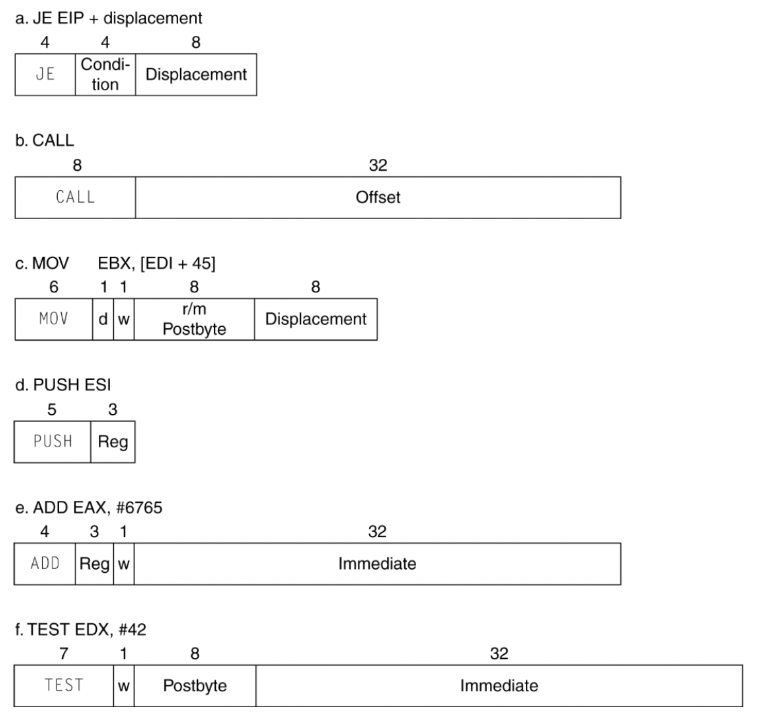 a. JE EIP + displacement
4 4 8
JE Condi-
tion Displacement
b. CALL
8 32
CALL Offset
c. MOV EBX, [EDI + 45]
6 1 1 8 8
MOV d w r/m
Postbyte Displacement
d. PUSH ESI
5 3
PUSH Reg
e. ADD EAX, #6765
4 3 1 32
ADD Reg w Immediate
f. TEST EDX, #42
7 1 8 32
TEST w Postbyte Immediate